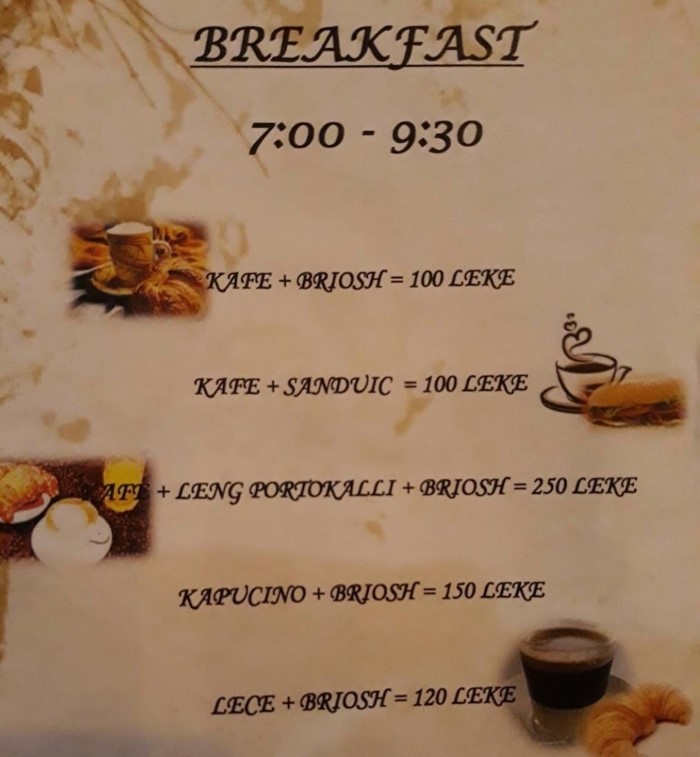 BREAKFAST
7:00 - 9:30
KAFE + BRIOSH = 100 LEKE
KAFE + SANDUIC = 100 LEKE
KAFE + LENG PORTOKALLI + BRIOSH = 250 LEKE
KAPUCINO + BRIOSH = 150 LEKE
LECE + BRIOSH = 120 LEKE